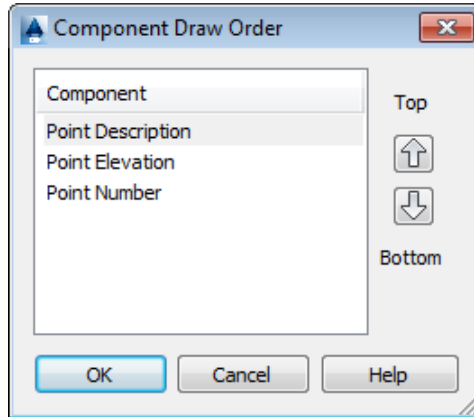 Component Draw Order
Component
Top
Point Description
Point Elevation
Point Number
Bottom
OK
Cancel
Help